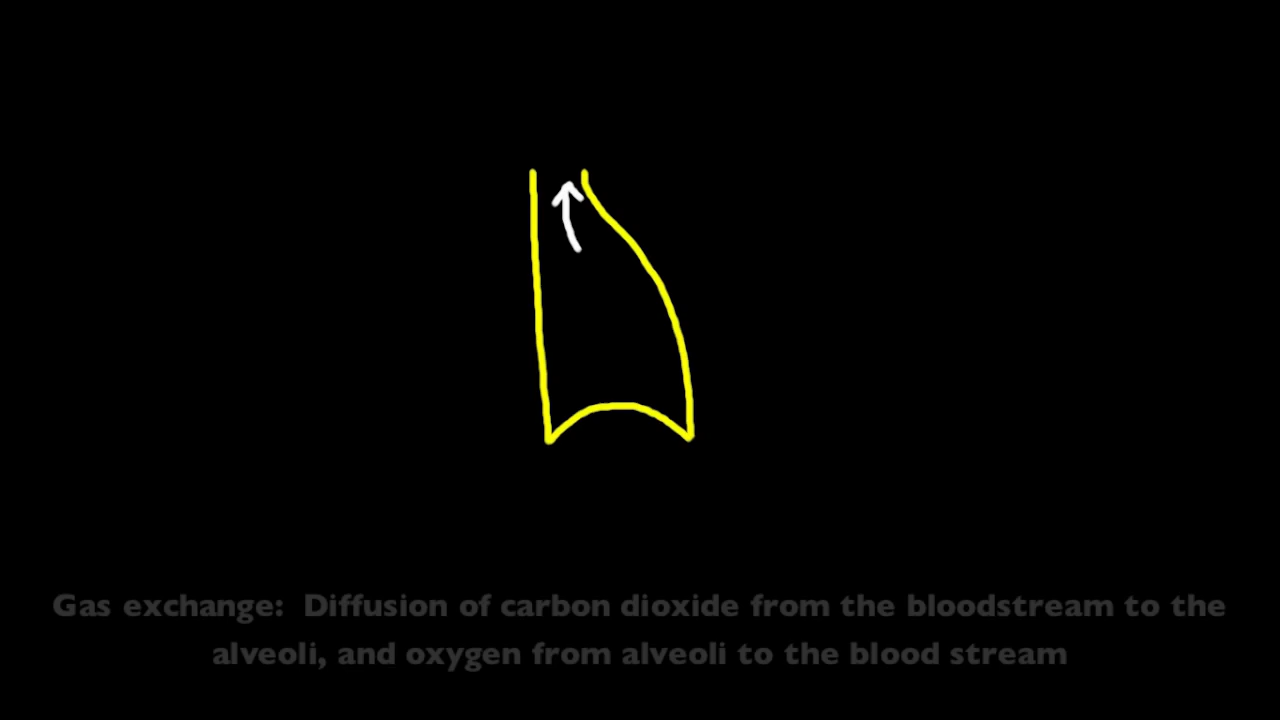 Gas exchange:  Diffusion of carbon dioxide from the bloodstream to the
alveoli, and oxygen from alveoli to the blood stream